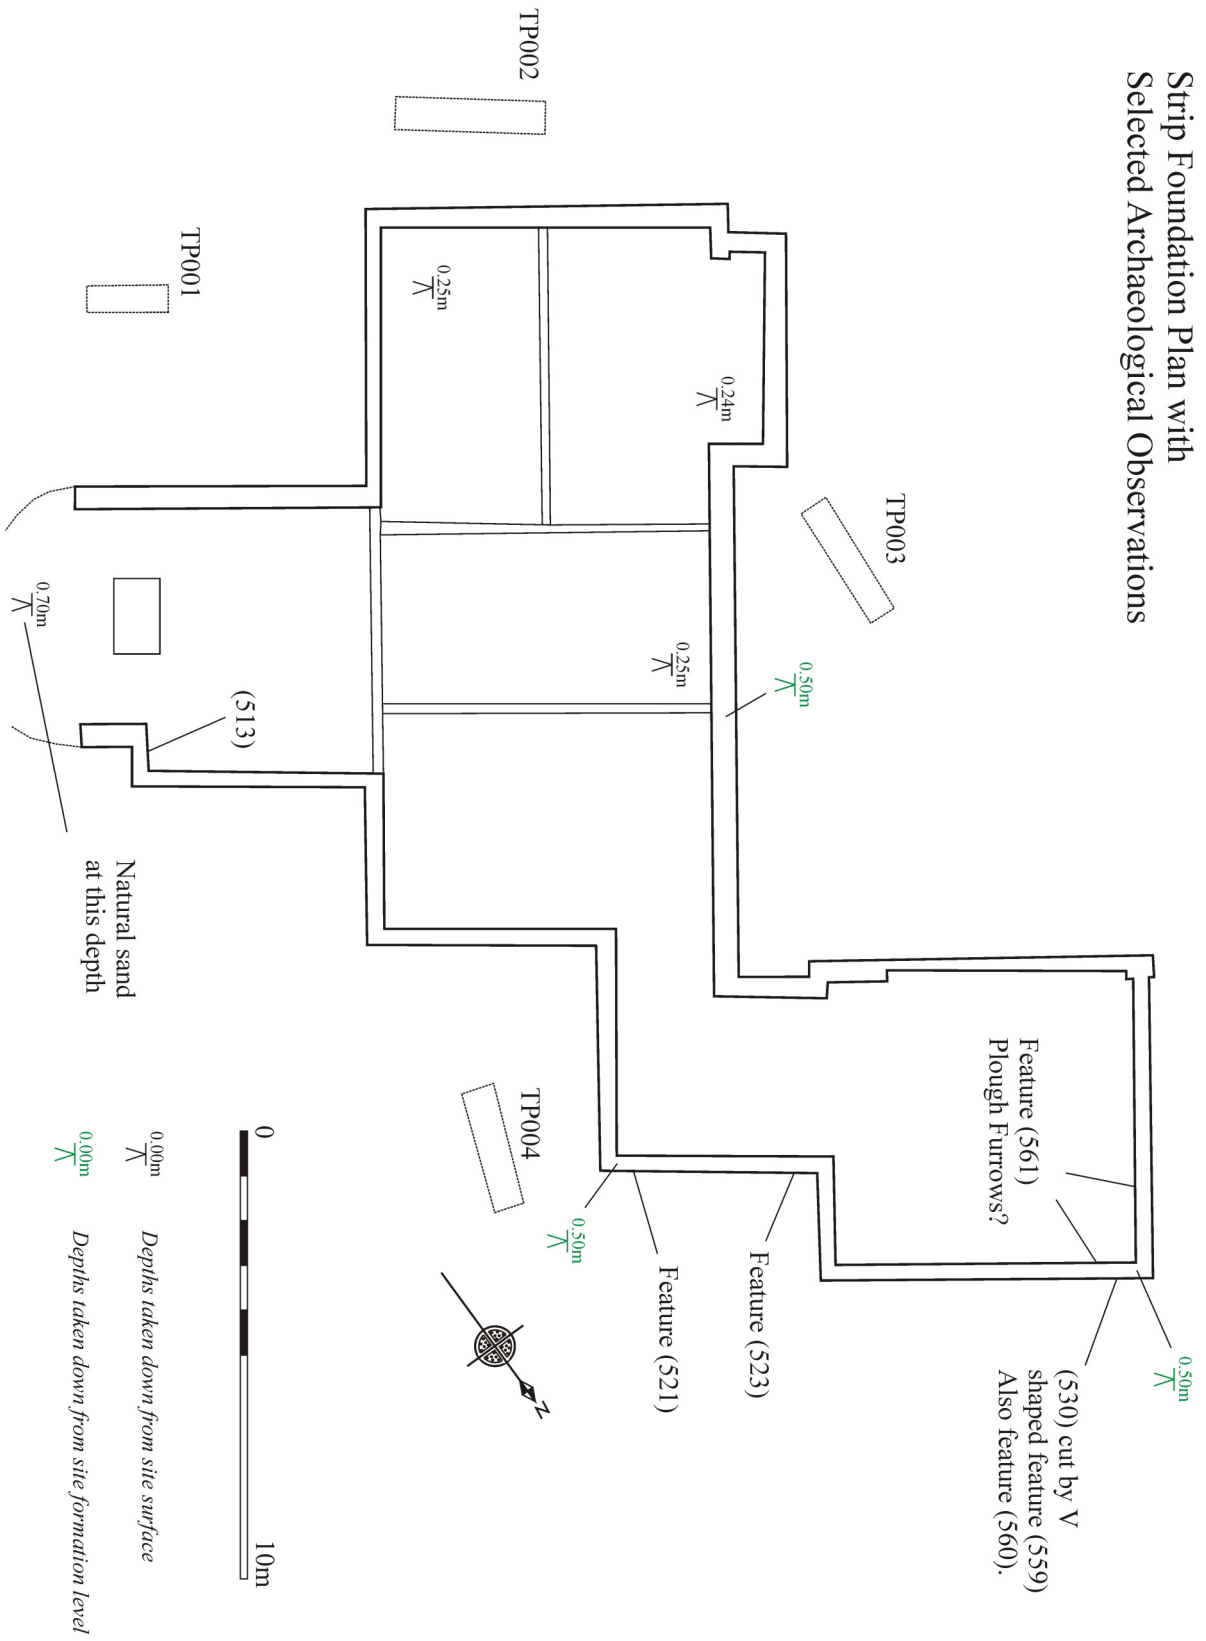 Strip Foundation Plan with
Selected Archaeological Observations
TP002
TP001
TP003
TP004
0.25m
0.24m
0.25m
0.50m
0.70m
(513)
Natural sand
at this depth
Feature (561)
Plough Furrows?
0.50m
(530) cut by V
shaped feature (559)
Also feature (560).
Feature (523)
Feature (521)
0.50m
N
0
10m
0.00m
Depths taken down from site surface
0.00m
Depths taken down from site formation level